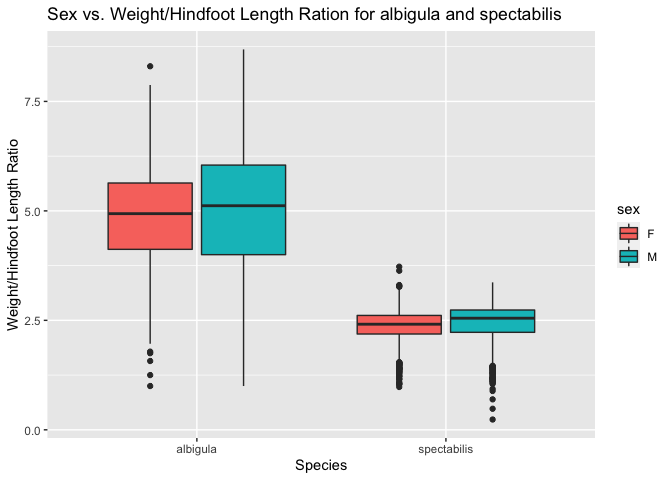 Sex vs. Weight/Hindfoot Length Ration for albigula and spectabilis
Weight/Hindfoot Length Ratio
7.5
5.0
2.5
0.0
albigula
spectabilis
Species
sex
F
M